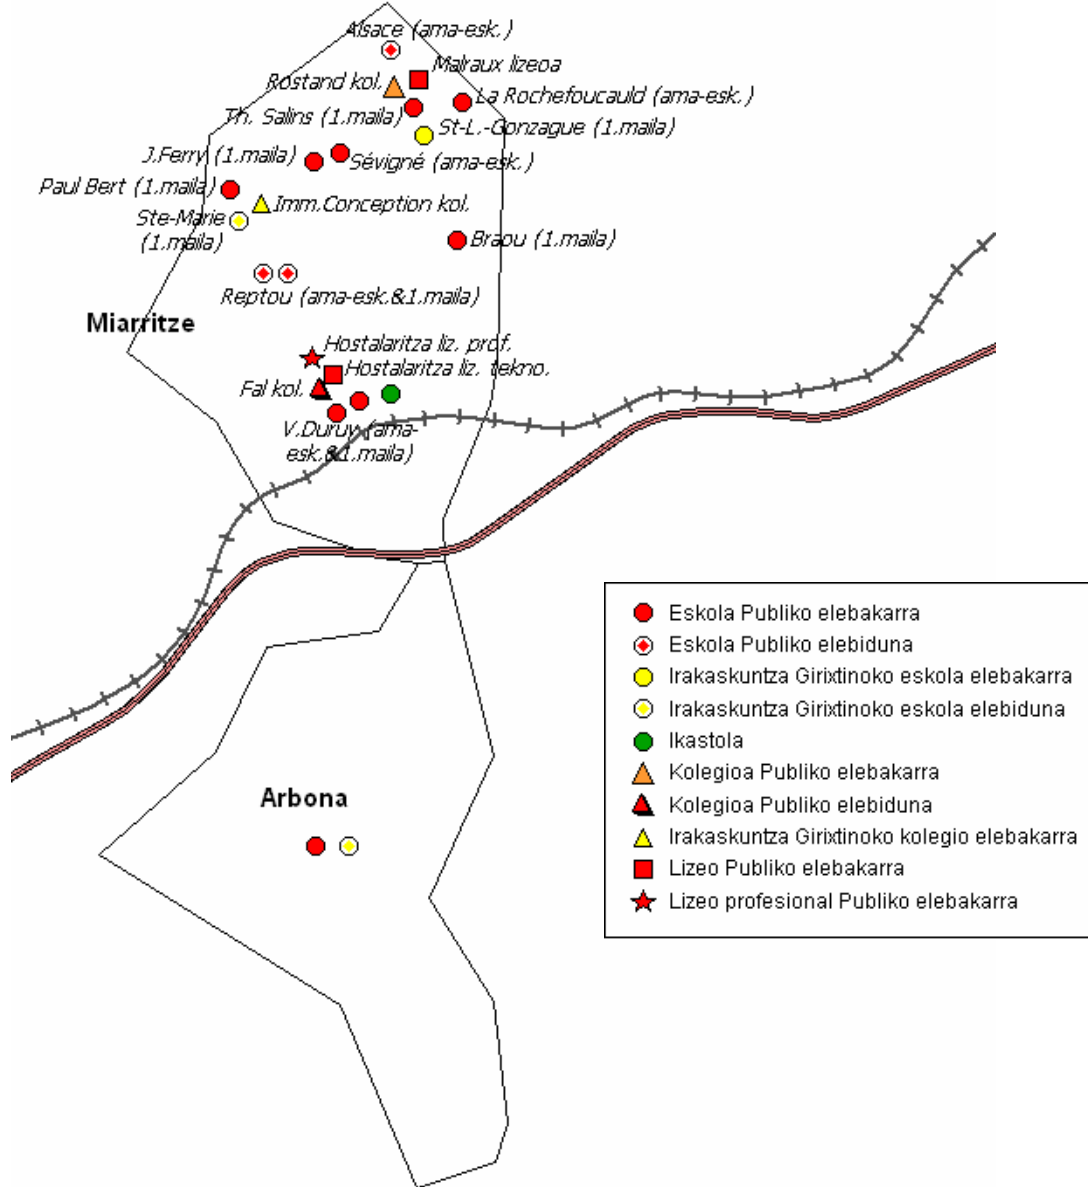 Alsace (ama-esk.)
Malraux lizeoa
Rostand kol.
La Rochefoucauld (ama-esk.)
Th. Salins (1.maila)
St-L.-Gonzague (1.maila)
J.Ferry (1.maila)
Sévigné (ama-esk.)
Paul Bert (1.maila)
Imm.Conception kol.
Ste-Marie
(1.maila)
Braou (1.maila)
Reptou (ama-esk.&1.maila)
Miarritze
Hostalaritza liz. prof.
Hostalaritza liz. tekno.
Fal kol.
V.Duruy (ama-
esk.&1.maila)
Arbona
Eskola Publiko elebakarra
Eskola Publiko elebiduna
Irakaskuntza Girixtinoko eskola elebakarra
Irakaskuntza Girixtinoko eskola elebiduna
Ikastola
Kolegioa Publiko elebakarra
Kolegioa Publiko elebiduna
Irakaskuntza Girixtinoko kolegio elebakarra
Lizeo Publiko elebakarra
Lizeo profesional Publiko elebakarra